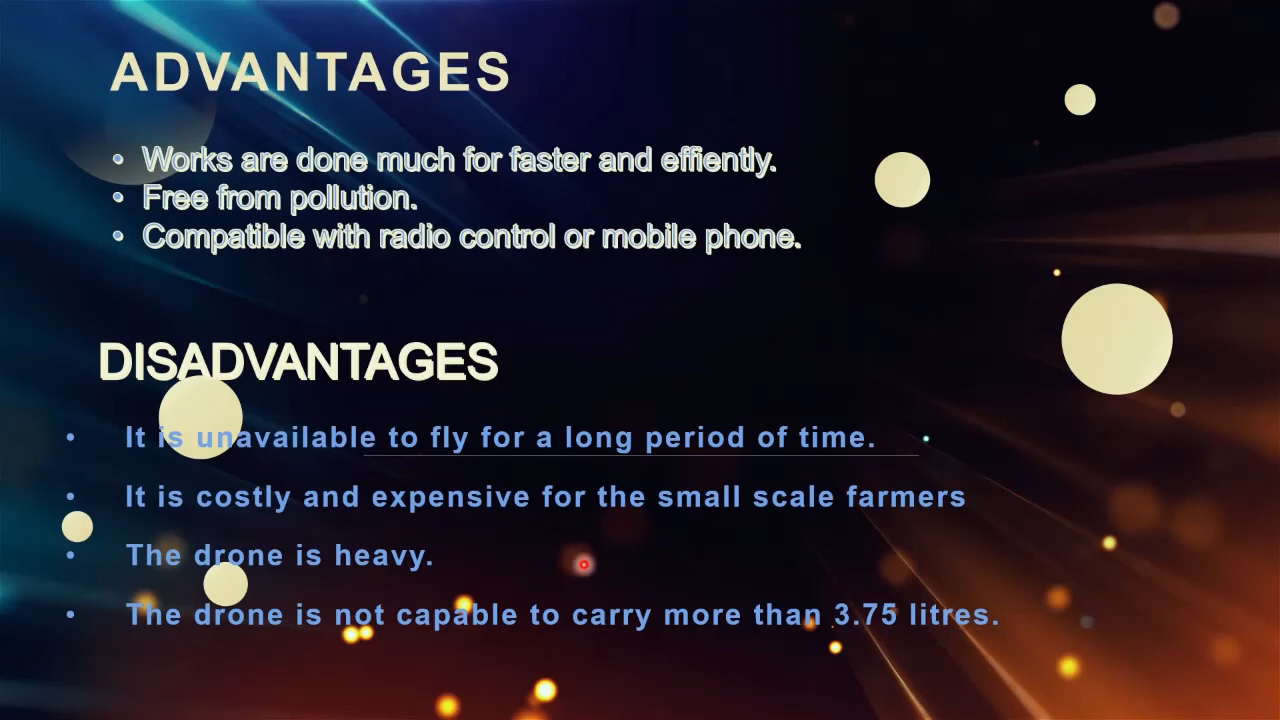 ADVANTAGES
• Works are done much for faster and effiently.
• Free from pollution.
• Compatible with radio control or mobile phone.
DISADVANTAGES
• It is unavailable to fly for a long period of time.
• It is costly and expensive for the small scale farmers
• The drone is heavy.
• The drone is not capable to carry more than 3.75 litres.